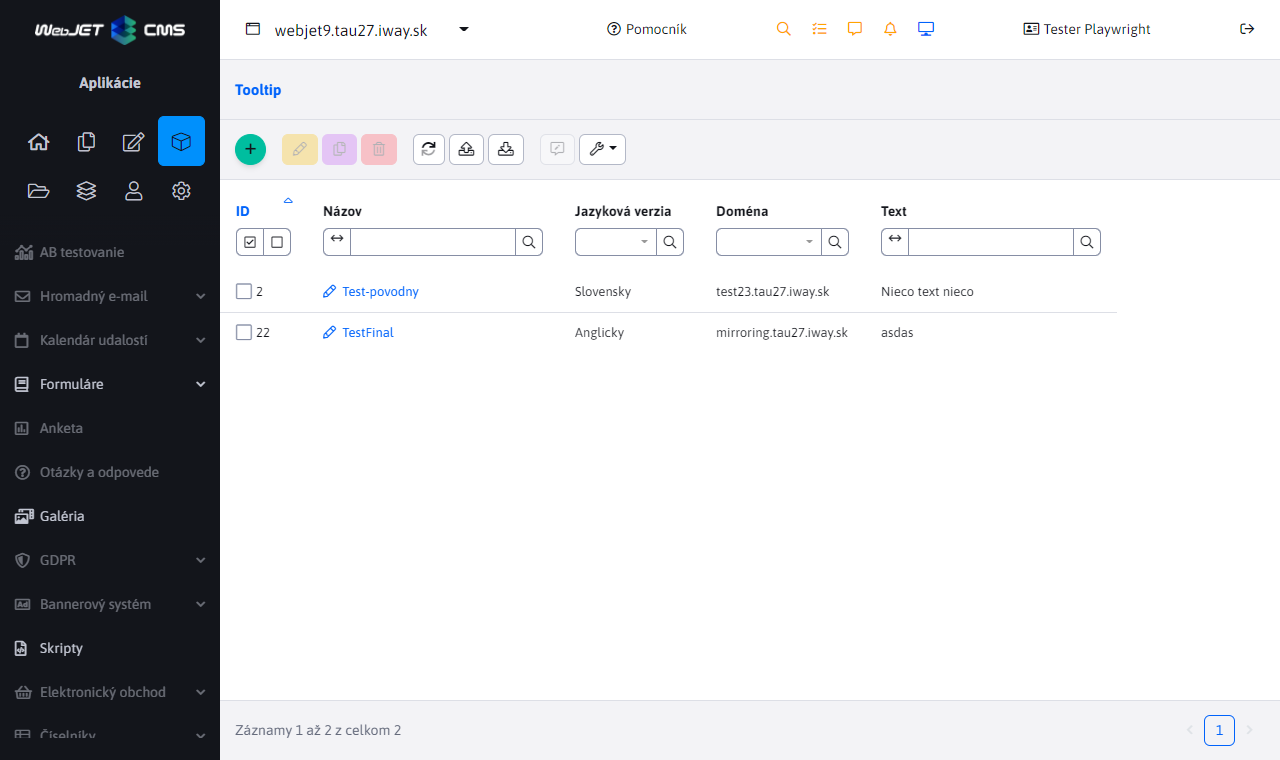 WebJET CMS
webjet9.tau27.iway.sk
Pomocník
Tester Playwright
Aplikácie
Tooltip
AB testovanie
Hromadný e-mail
Kalendár udalostí
Formuláre
Anketa
Otázky a odpovede
Galéria
GDPR
Ad Bannerový systém
Skripty
Elektronický obchod
Číselníky
ID Názov Jazyková verzia Doména Text
2 Test-povodny Slovensky test23.tau27.iway.sk Nieco text nieco
22 TestFinal Anglicky mirroring.tau27.iway.sk asdas
Záznamy 1 až 2 z celkom 2
1